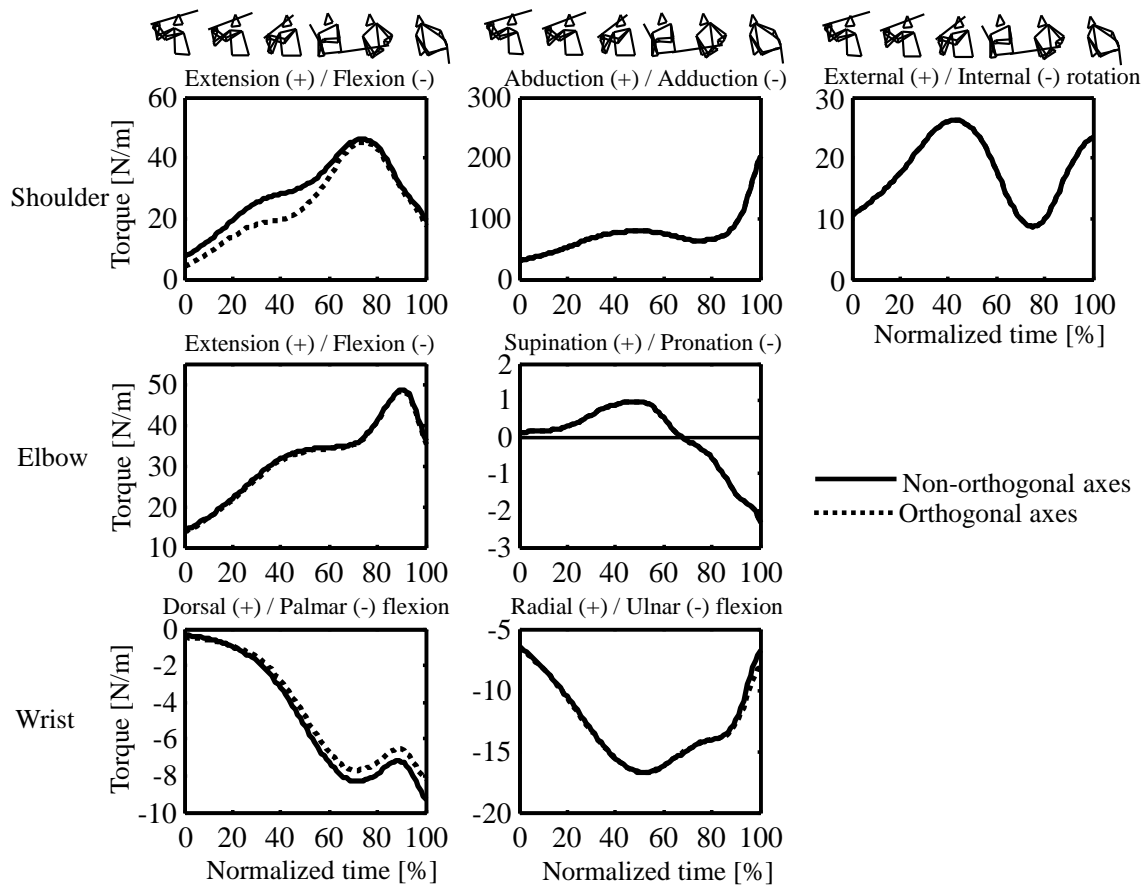 Extension (+) / Flexion (-)
Abduction (+) / Adduction (-)
External (+) / Internal (-) rotation
Shoulder
Torque [N/m]
60
40
20
0
0 20 40 60 80 100
300
200
100
0
0 20 40 60 80 100
30
20
10
0
0 20 40 60 80 100
Normalized time [%]
Extension (+) / Flexion (-)
Supination (+) / Pronation (-)
Elbow
Torque [N/m]
50
40
30
20
10
0 20 40 60 80 100
2
1
0
-1
-2
-3
0 20 40 60 80 100
Non-orthogonal axes
Orthogonal axes
Dorsal (+) / Palmar (-) flexion
Radial (+) / Ulnar (-) flexion
Wrist
Torque [N/m]
0
-2
-4
-6
-8
-10
0 20 40 60 80 100
Normalized time [%]
-5
-10
-15
-20
0 20 40 60 80 100
Normalized time [%]